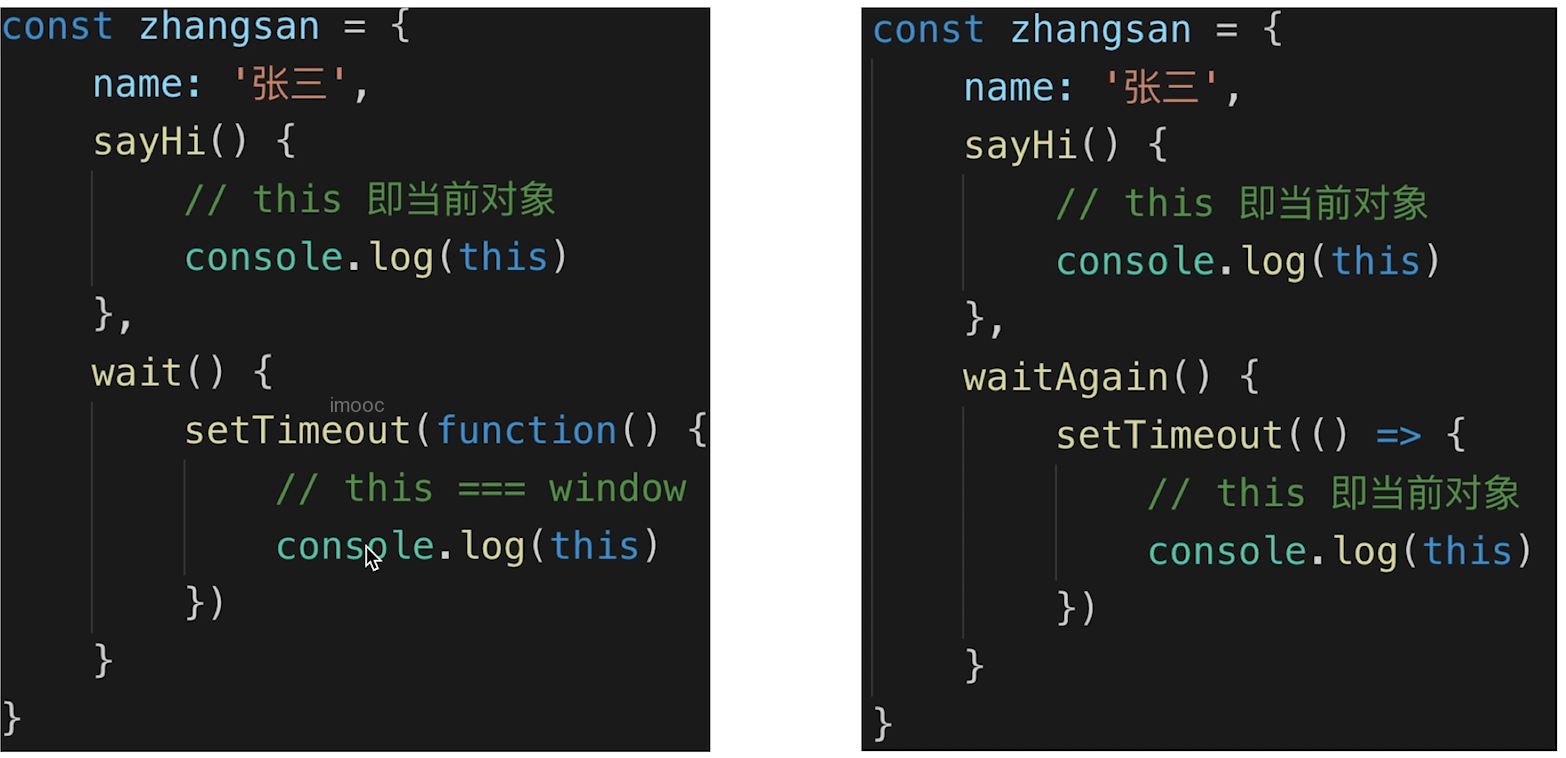 const zhangsan = {
    name: '张三',
    sayHi() {
        // this 即当前对象
        console.log(this)
    },
    wait() {
imooc
        setTimeout(function() {
            // this === window
            console.log(this)
        })
    }
}
const zhangsan = {
    name: '张三',
    sayHi() {
        // this 即当前对象
        console.log(this)
    },
    waitAgain() {
        setTimeout(() => {
            // this 即当前对象
            console.log(this)
        })
    }
}